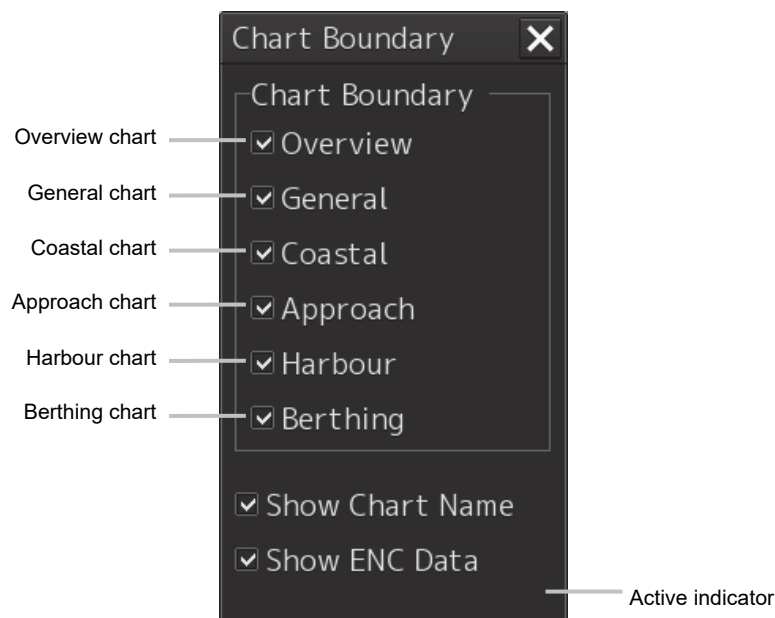 Chart Boundary
Chart Boundary
Overview chart
Overview
General chart
General
Coastal chart
Coastal
Approach chart
Approach
Harbour chart
Harbour
Berthing chart
Berthing
Show Chart Name
Show ENC Data
Active indicator